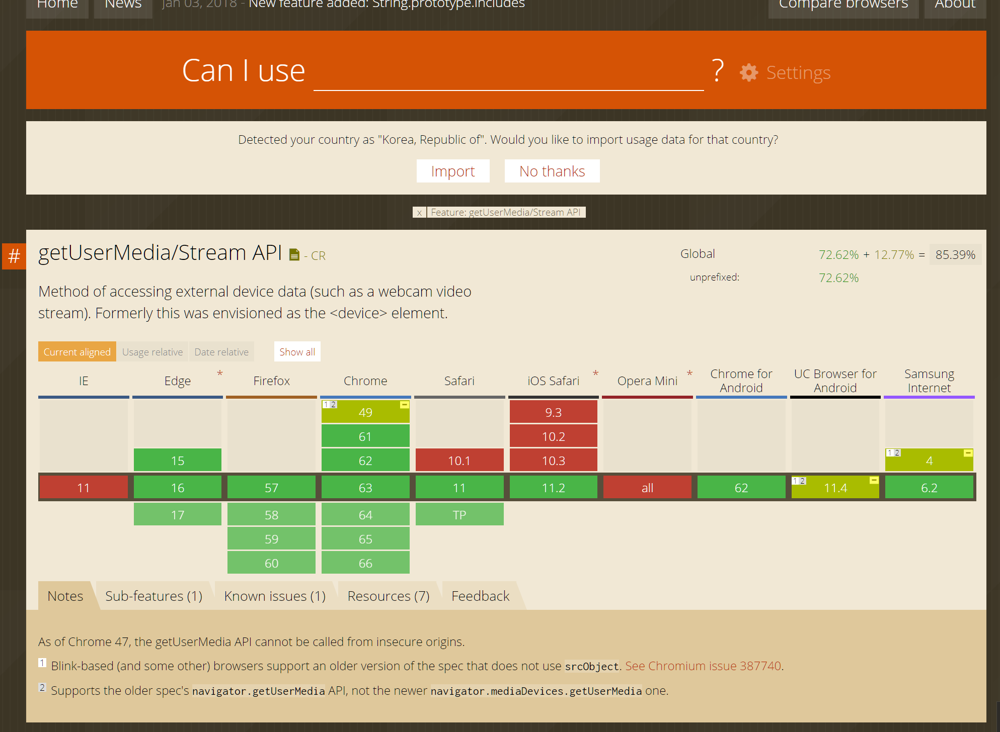 Home News Jan 03, 2018 - New feature added: String.prototype.includes Compare browsers About
Can I use ? Settings
Detected your country as "Korea, Republic of". Would you like to import usage data for that country?
Import No thanks
x Feature: getUserMedia/Stream API
# getUserMedia/Stream API - CR
Global 72.62% + 12.77% = 85.39%
unprefixed: 72.62%
Method of accessing external device data (such as a webcam video
stream). Formerly this was envisioned as the <device> element.
Current aligned Usage relative Date relative Show all
IE Edge * Firefox Chrome Safari iOS Safari * Opera Mini * Chrome for Android UC Browser for Android Samsung Internet
1 2 49 - 9.3
61 10.2
15 62 10.1 10.3 1 2 4 -
11 16 57 63 11 11.2 all 62 1 2 11.4 - 6.2
17 58 64 TP
59 65
60 66
Notes Sub-features (1) Known issues (1) Resources (7) Feedback
As of Chrome 47, the getUserMedia API cannot be called from insecure origins.
1 Blink-based (and some other) browsers support an older version of the spec that does not use srcObject. See Chromium issue 387740.
2 Supports the older spec's navigator.getUserMedia API, not the newer navigator.mediaDevices.getUserMedia one.